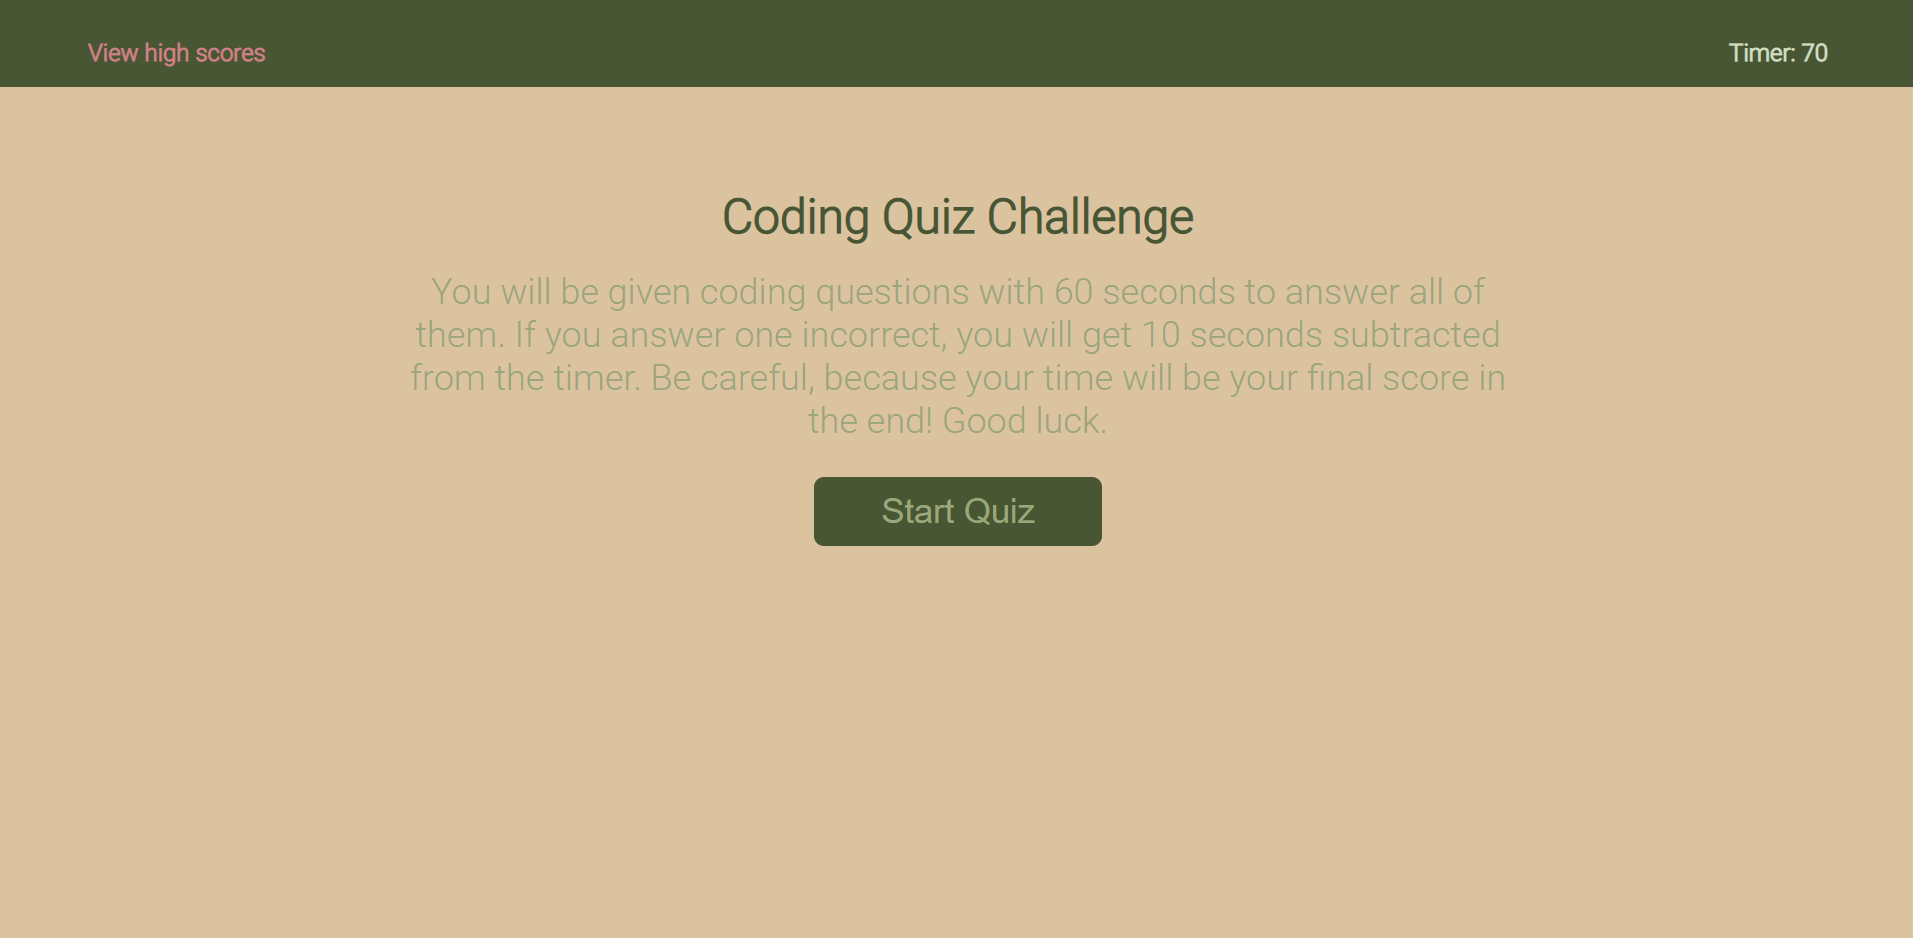 View high scores
Timer: 70
Coding Quiz Challenge
You will be given coding questions with 60 seconds to answer all of
them. If you answer one incorrect, you will get 10 seconds subtracted
from the timer. Be careful, because your time will be your final score in
the end! Good luck.
Start Quiz